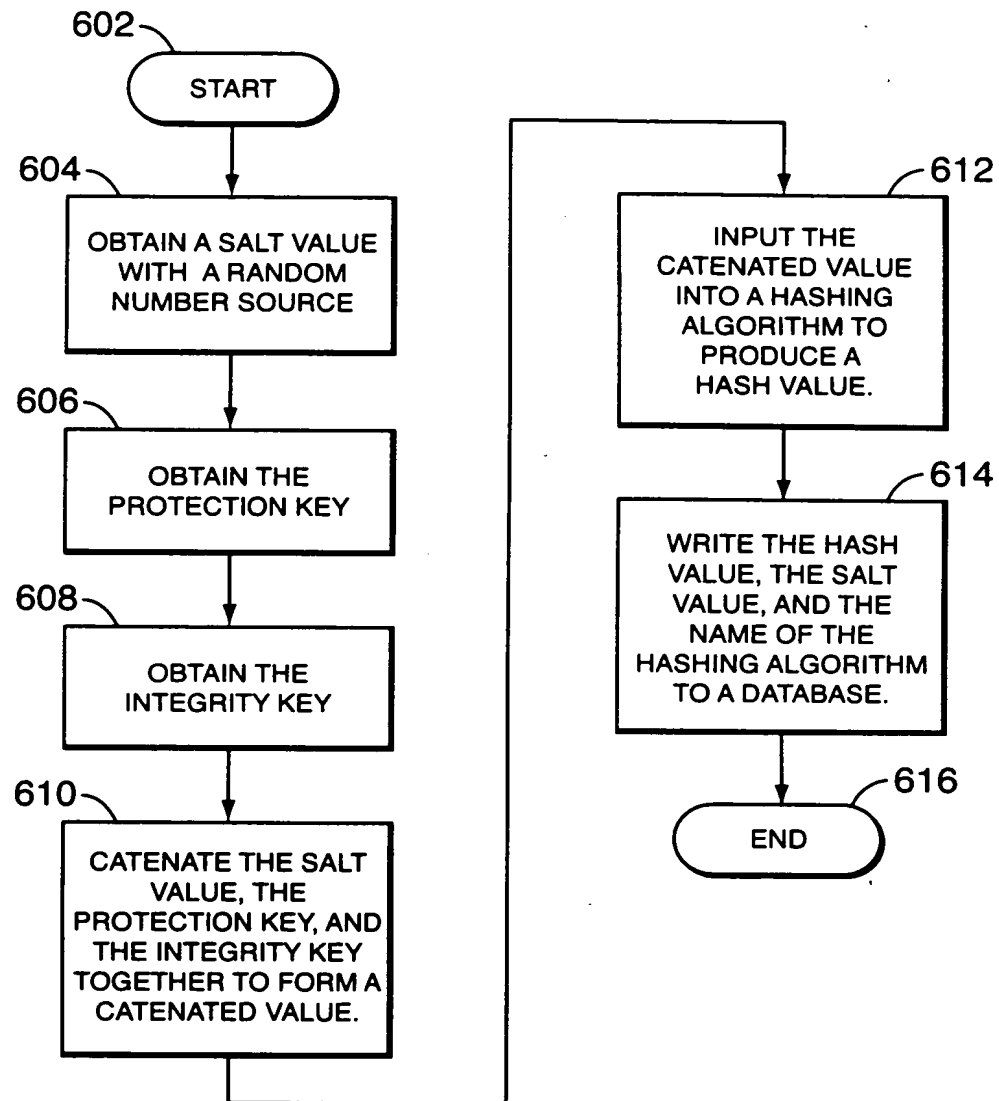 602
START
604
OBTAIN A SALT VALUE
WITH A RANDOM
NUMBER SOURCE
606
OBTAIN THE
PROTECTION KEY
608
OBTAIN THE
INTEGRITY KEY
610
CATENATE THE SALT
VALUE, THE
PROTECTION KEY, AND
THE INTEGRITY KEY
TOGETHER TO FORM A
CATENATED VALUE.
612
INPUT THE
CATENATED VALUE
INTO A HASHING
ALGORITHM TO
PRODUCE A
HASH VALUE.
614
WRITE THE HASH
VALUE, THE SALT
VALUE, AND THE
NAME OF THE
HASHING ALGORITHM
TO A DATABASE.
616
END